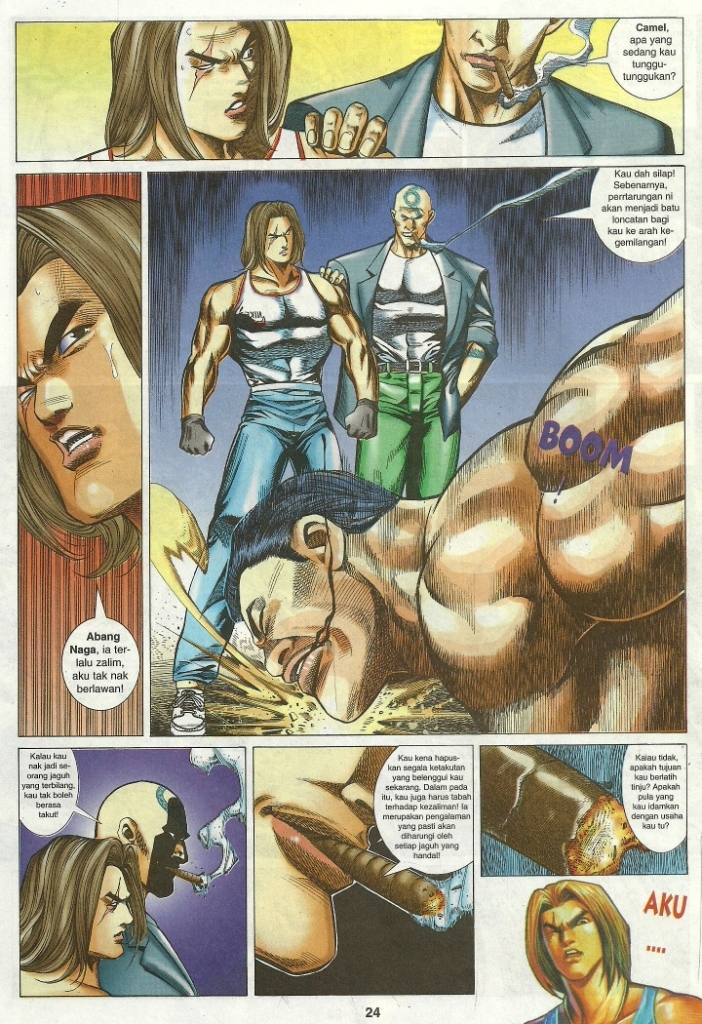 Camel,
apa yang
sedang kau
tunggu-
tunggukan?
Kau dah silap!
Sebenarnya,
perrtarungan ni
akan menjadi batu
loncatan bagi
kau ke arah ke-
gemilangan!
BOOM
..!
Abang
Naga, ia ter-
lalu zalim,
aku tak nak
berlawan!
Kalau kau
nak jadi se-
orang jaguh
yang terbilang,
kau tak boleh
berasa
takut!
Kau kena hapus-
kan segala ketakutan
yang belenggui kau
sekarang. Dalam pada
itu, kau juga harus tabah
terhadap kezaliman! Ia
merupakan pengalaman
yang pasti akan
diharungi oleh
setiap jaguh yang
handal!
Kalau tidak,
apakah tujuan
kau berlatih
tinju? Apakah
pula yang
kau idamkan
dengan usaha
kau tu?
AKU
....
24